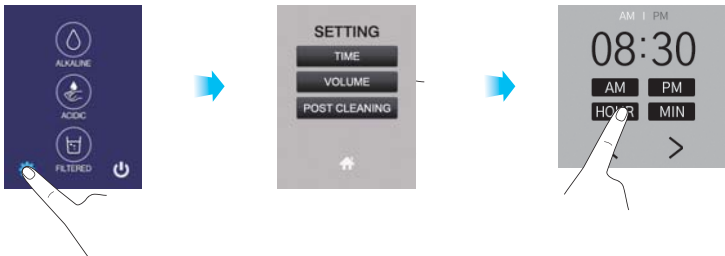 ALKALINE
ACIDIC
FILTERED
SETTING
TIME
VOLUME
POST CLEANING
AM | PM
08:30
AM PM
HOUR MIN
>